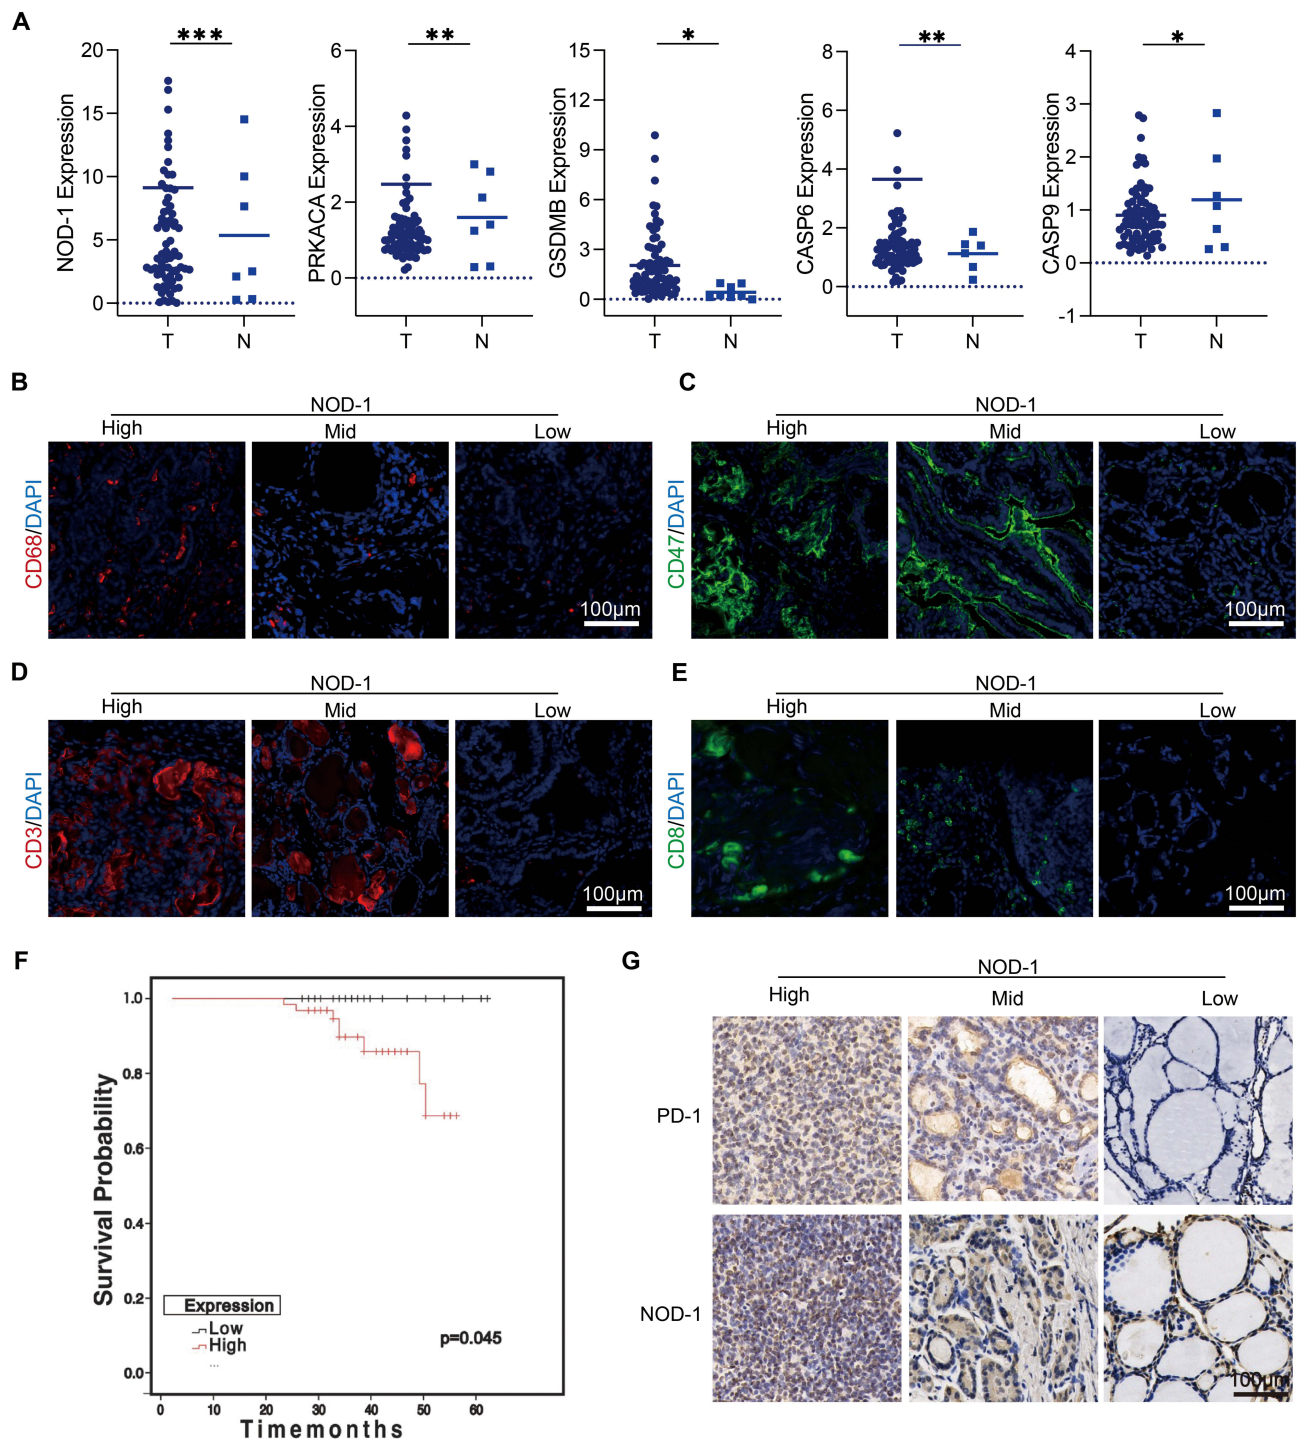 A
***
**
*
**
*
NOD-1 Expression
20
15
10
5
0
T N
PRKACA Expression
6
4
2
0
T N
GSDMB Expression
15
12
9
6
3
0
T N
CASP6 Expression
8
6
4
2
0
T N
CASP9 Expression
4
3
2
1
0
-1
T N
B
NOD-1
High Mid Low
CD68/DAPI
100μm
C
NOD-1
High Mid Low
CD47/DAPI
100μm
D
NOD-1
High Mid Low
CD3/DAPI
100μm
E
NOD-1
High Mid Low
CD8/DAPI
100μm
F
Survival Probability
1.0
0.8
0.6
0.4
0.2
0.0
Expression
Low
High
...
p=0.045
0 10 20 30 40 50 60
Timemonths
G
NOD-1
High Mid Low
PD-1
NOD-1
100μm